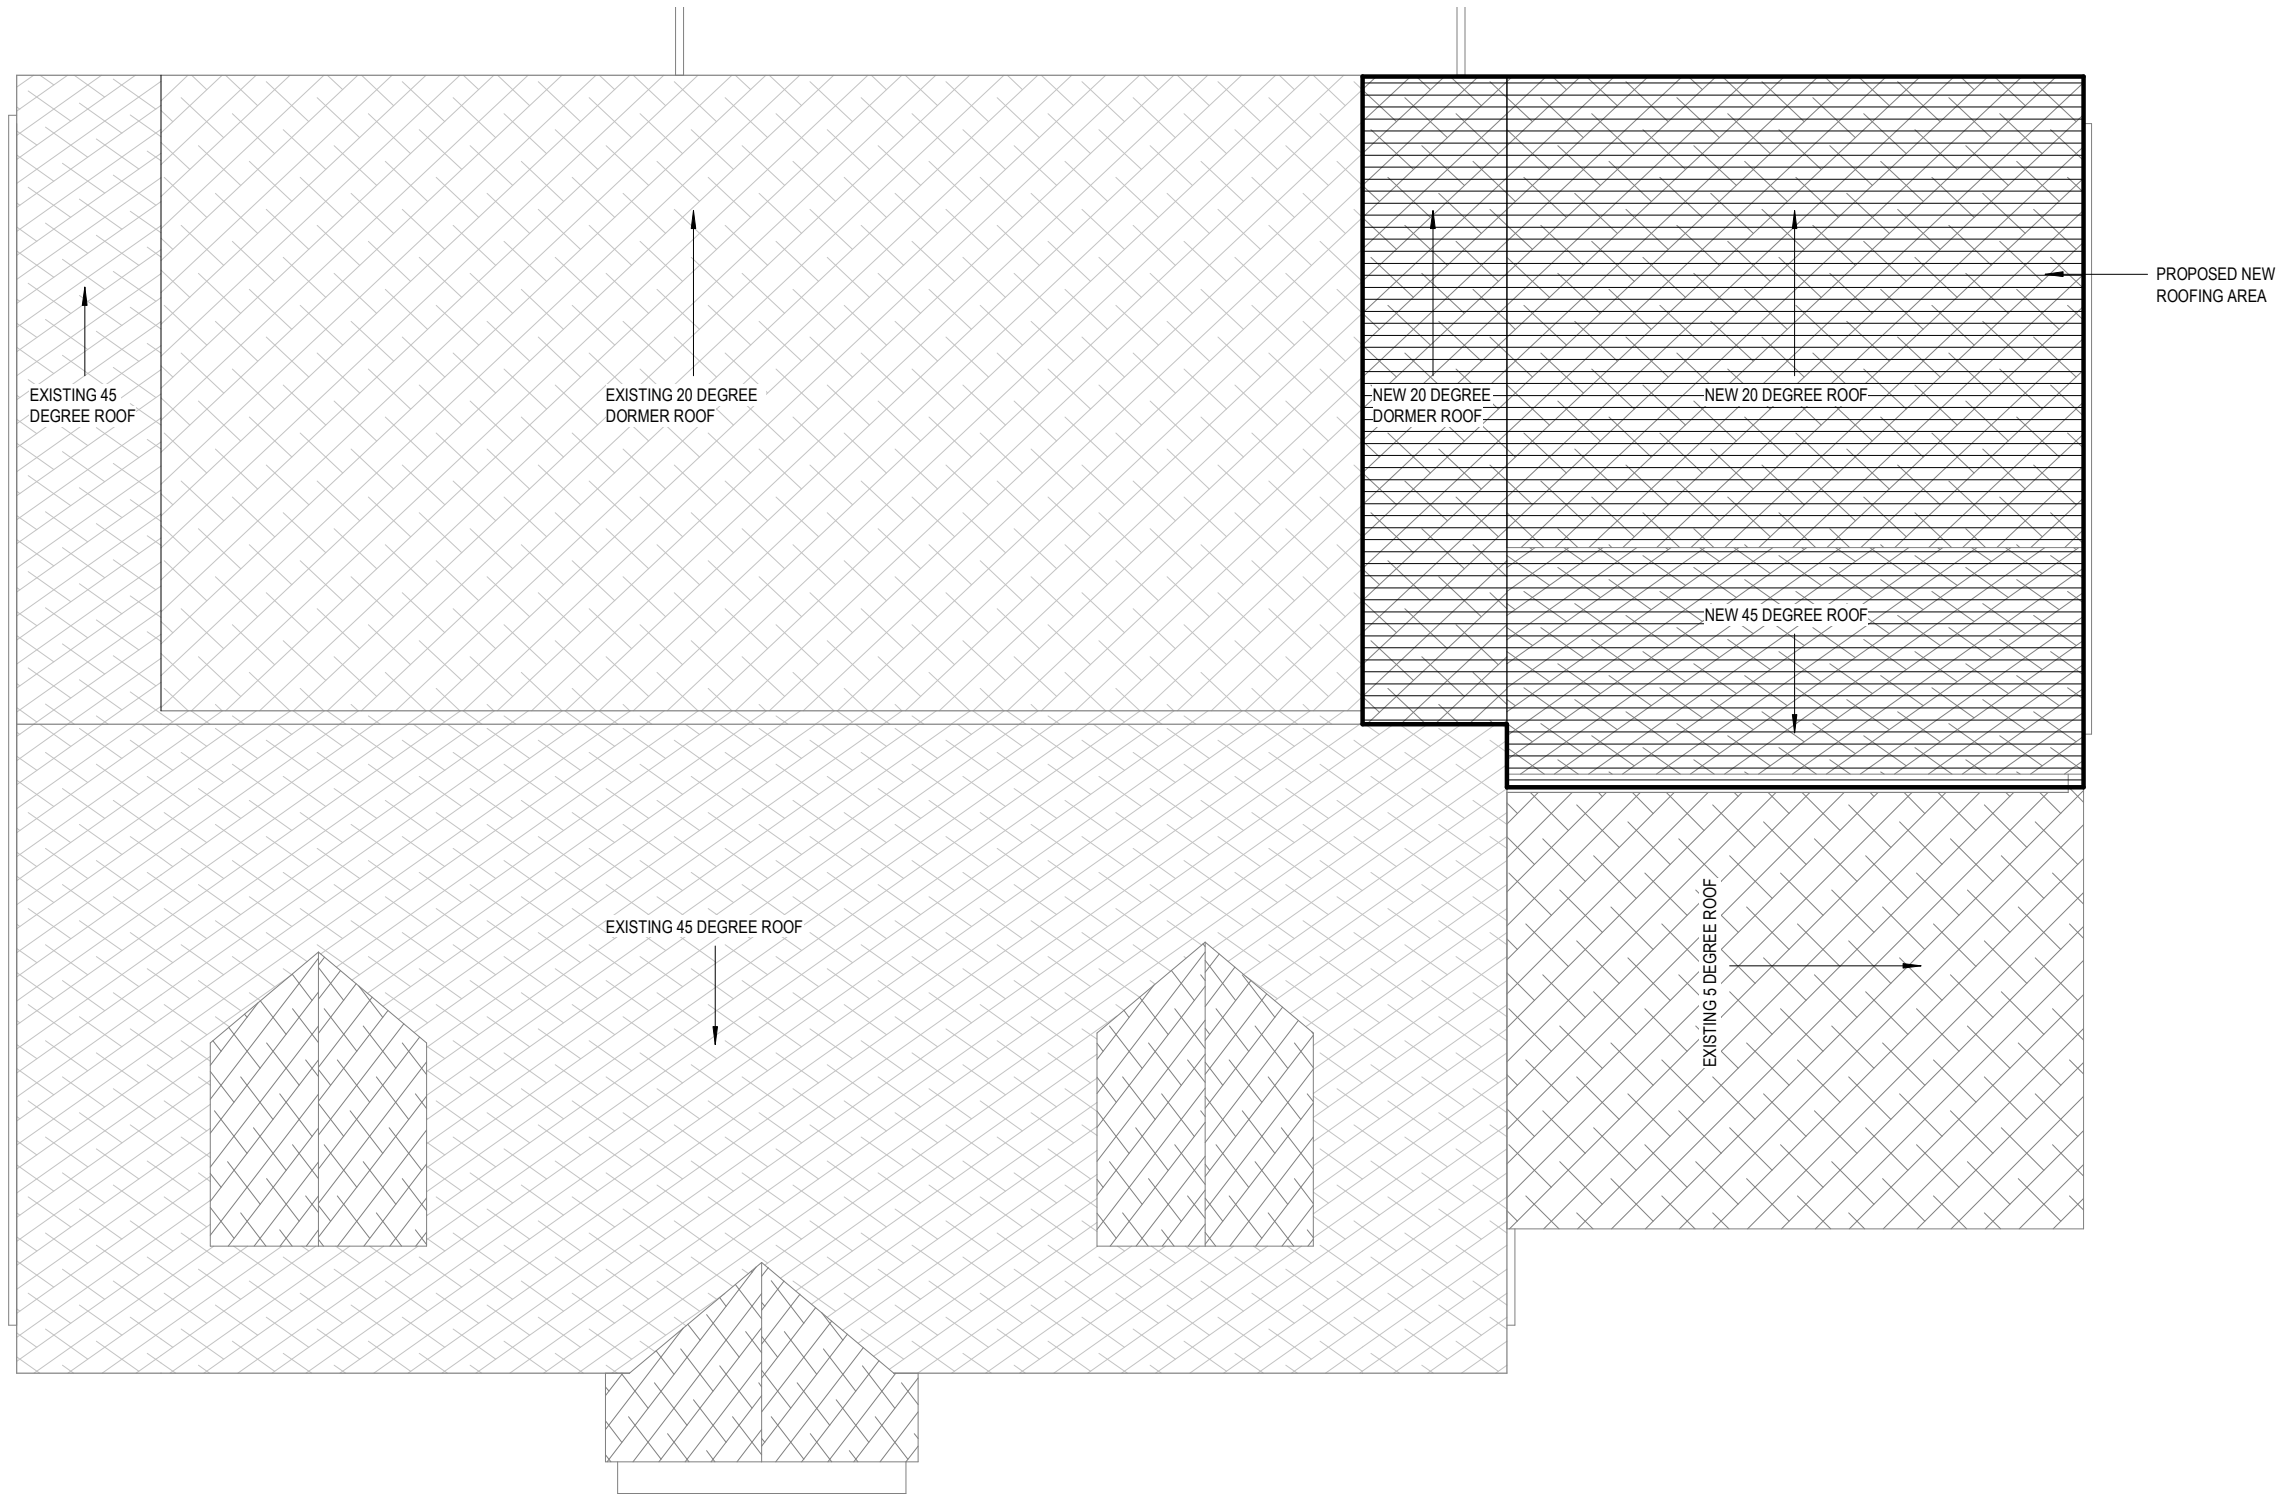 PROPOSED NEW
ROOFING AREA
EXISTING 45
DEGREE ROOF
EXISTING 20 DEGREE
DORMER ROOF
NEW 20 DEGREE
DORMER ROOF
NEW 20 DEGREE ROOF
NEW 45 DEGREE ROOF
EXISTING 45 DEGREE ROOF
EXISTING 5 DEGREE ROOF